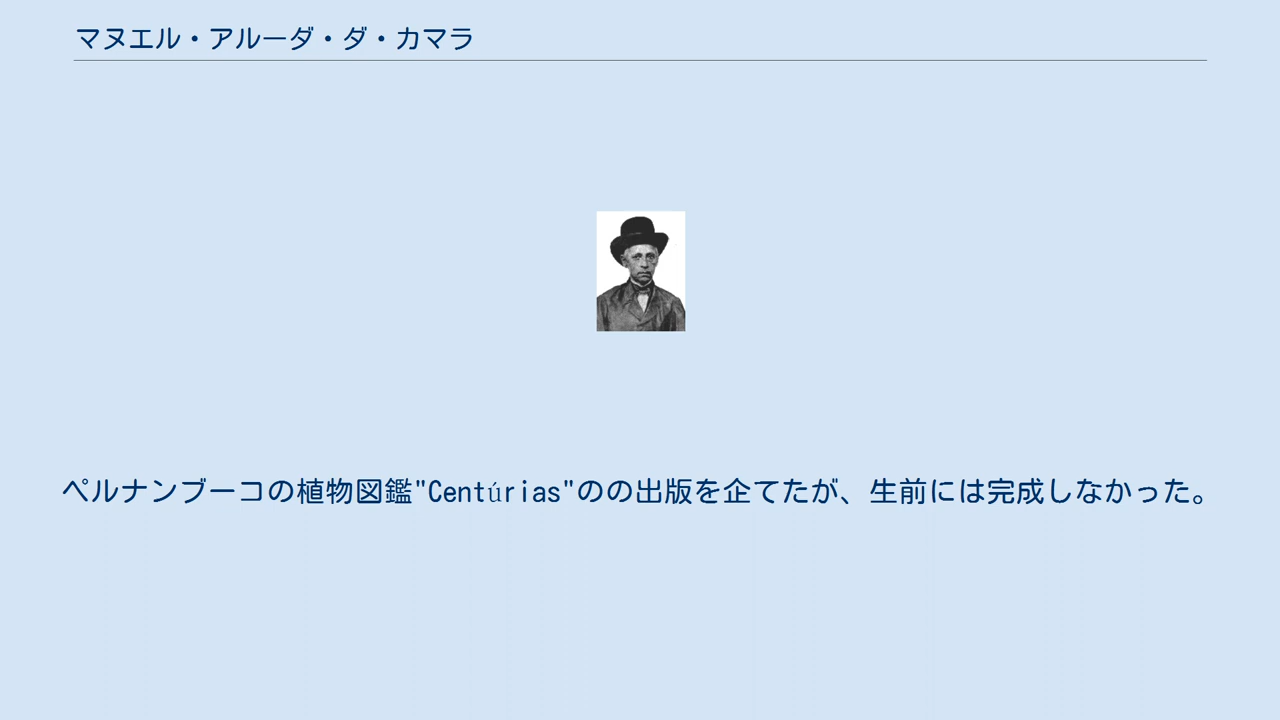 マヌエル・アルーダ・ダ・カマラ
ペルナンブーコの植物図鑑"Centúrias"のの出版を企てたが、生前には完成しなかった。